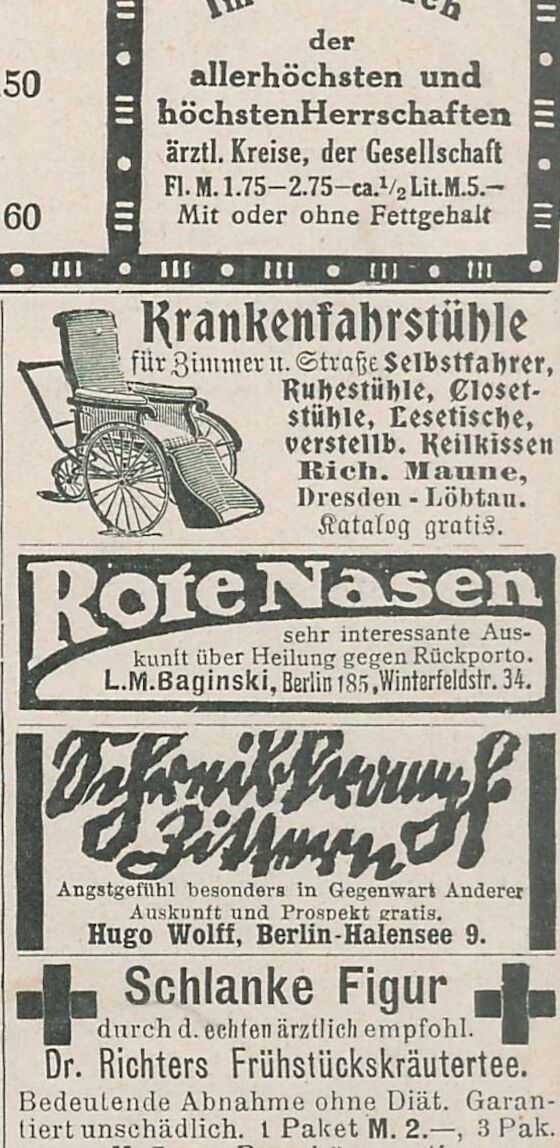 .50
60
der
allerhöchsten und
höchsten Herrschaften
ärztl. Kreise, der Gesellschaft
Fl. M. 1.75—2.75—ca. 1/2 Lit. M. 5.—
Mit oder ohne Fettgehalt
Krankenfahrstühle
für Zimmer u. Straße Selbstfahrer,
Ruhestühle, Closet-
stühle, Lesetische,
verstellb. Keilkissen
Rich. Maune,
Dresden - Löbtau.
Katalog gratis.
Rote Nasen
sehr interessante Aus-
kunft über Heilung gegen Rückporto.
L.M.Baginski, Berlin 185, Winterfeldstr. 34.
Schreibkrampf
Zittern
Angstgefühl besonders in Gegenwart Anderer
Auskunft und Prospekt gratis.
Hugo Wolff, Berlin-Halensee 9.
Schlanke Figur
durch d. echten ärztlich empfohl.
Dr. Richters Frühstückskräutertee.
Bedeutende Abnahme ohne Diät. Garan-
tiert unschädlich. 1 Paket M. 2.—, 3 Pak.